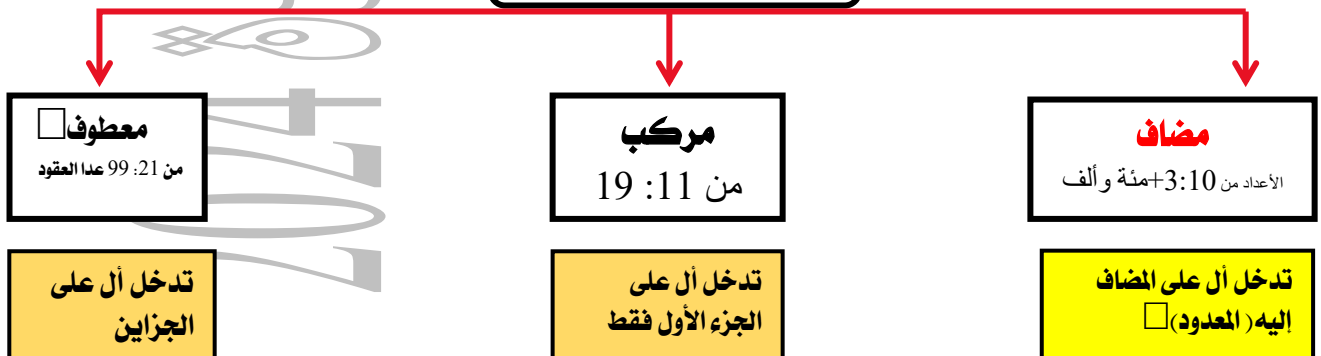 مضاف
الأعداد من 3:10+مئة وألف
مركب
من 11: 19
معطوف
من 21: 99 عدا العقود
تدخل أل على المضاف
إليه( المعدود)
تدخل أل على
الجزء الأول فقط
تدخل أل على
الجزاين
2024